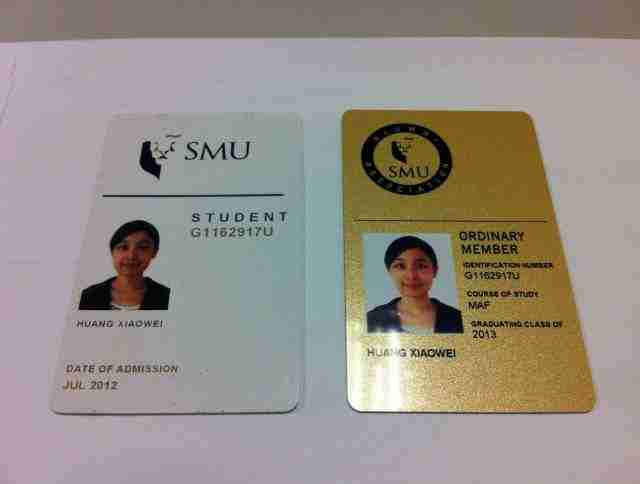 SMU
STUDENT
G1162917U
HUANG XIAOWEI
DATE OF ADMISSION
JUL 2012
ALUMNI
SMU
ASSOCIATION
ORDINARY
MEMBER
IDENTIFICATION NUMBER
G1162917U
COURSE OF STUDY
MAF
GRADUATING CLASS OF
2013
HUANG XIAOWEI